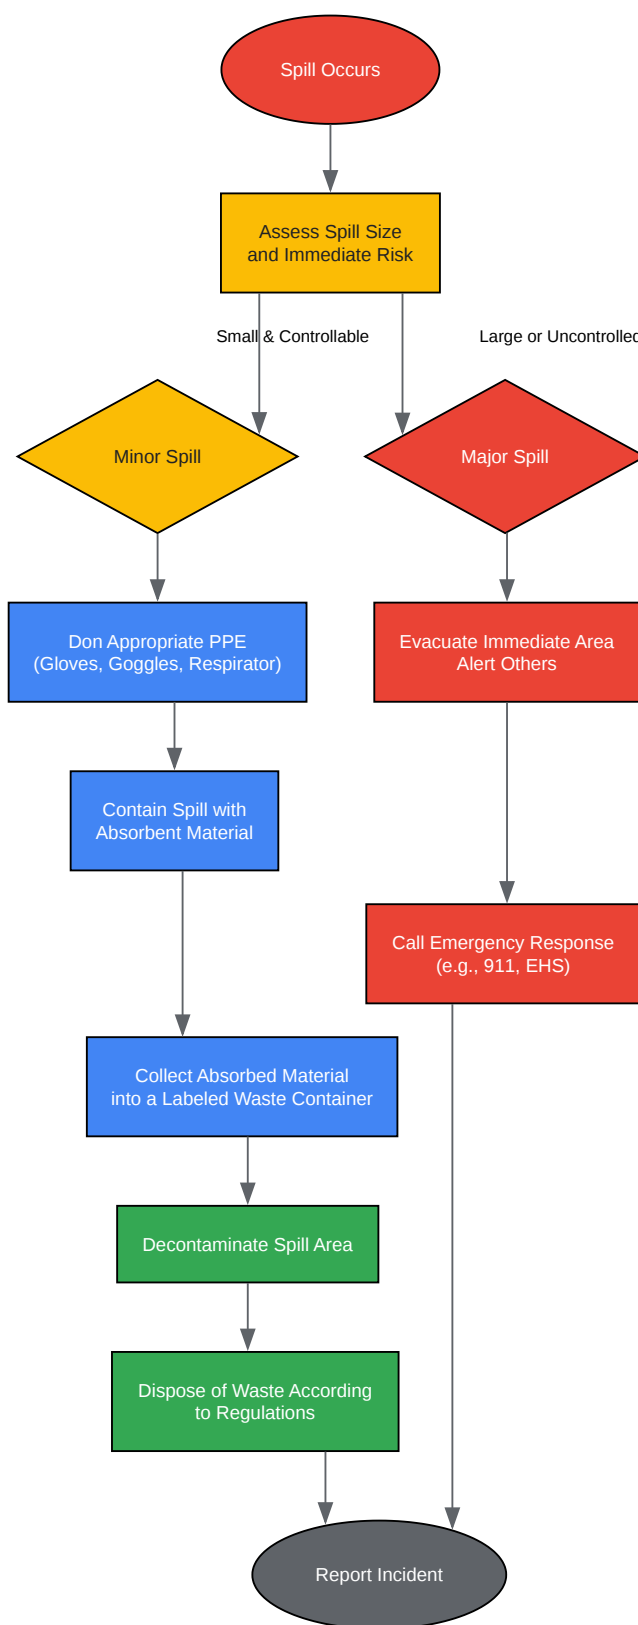 Spill Occurs
Assess Spill Size
and Immediate Risk
Small & Controllable
Large or Uncontrolled
Minor Spill
Major Spill
Don Appropriate PPE
(Gloves, Goggles, Respirator)
Evacuate Immediate Area
Alert Others
Contain Spill with
Absorbent Material
Call Emergency Response
(e.g., 911, EHS)
Collect Absorbed Material
into a Labeled Waste Container
Decontaminate Spill Area
Dispose of Waste According
to Regulations
Report Incident